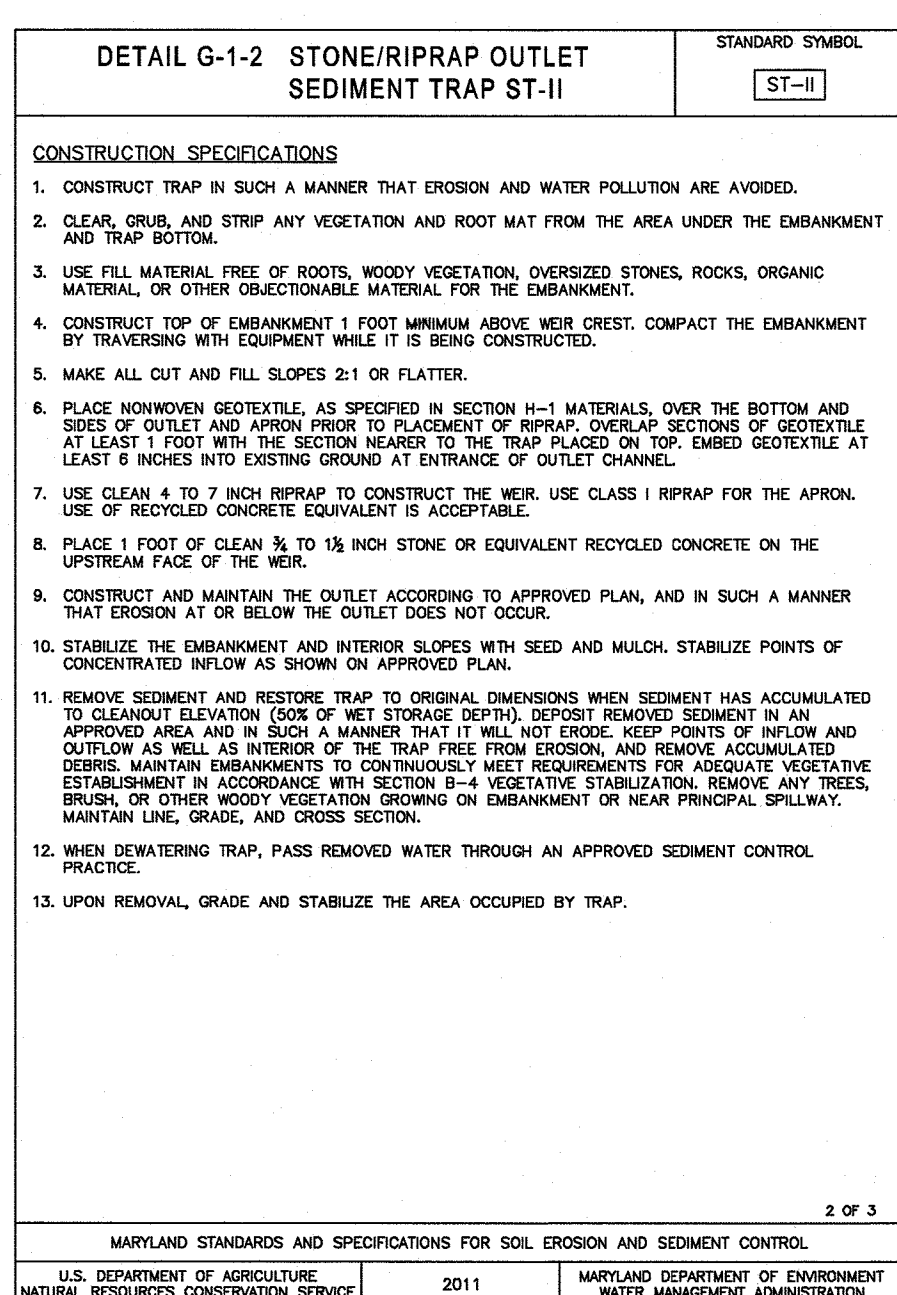 DETAIL G-1-2 STONE/RIPRAP OUTLET
SEDIMENT TRAP ST-II
STANDARD SYMBOL
ST-II
CONSTRUCTION SPECIFICATIONS
1. CONSTRUCT TRAP IN SUCH A MANNER THAT EROSION AND WATER POLLUTION ARE AVOIDED.
2. CLEAR, GRUB, AND STRIP ANY VEGETATION AND ROOT MAT FROM THE AREA UNDER THE EMBANKMENT
AND TRAP BOTTOM.
3. USE FILL MATERIAL FREE OF ROOTS, WOODY VEGETATION, OVERSIZED STONES, ROCKS, ORGANIC
MATERIAL, OR OTHER OBJECTIONABLE MATERIAL FOR THE EMBANKMENT.
4. CONSTRUCT TOP OF EMBANKMENT 1 FOOT MINIMUM ABOVE WEIR CREST. COMPACT THE EMBANKMENT
BY TRAVERSING WITH EQUIPMENT WHILE IT IS BEING CONSTRUCTED.
5. MAKE ALL CUT AND FILL SLOPES 2:1 OR FLATTER.
6. PLACE NONWOVEN GEOTEXTILE, AS SPECIFIED IN SECTION H-1 MATERIALS, OVER THE BOTTOM AND
SIDES OF OUTLET AND APRON PRIOR TO PLACEMENT OF RIPRAP. OVERLAP SECTIONS OF GEOTEXTILE
AT LEAST 1 FOOT WITH THE SECTION NEARER TO THE TRAP PLACED ON TOP. EMBED GEOTEXTILE AT
LEAST 6 INCHES INTO EXISTING GROUND AT ENTRANCE OF OUTLET CHANNEL.
7. USE CLEAN 4 TO 7 INCH RIPRAP TO CONSTRUCT THE WEIR. USE CLASS I RIPRAP FOR THE APRON.
USE OF RECYCLED CONCRETE EQUIVALENT IS ACCEPTABLE.
8. PLACE 1 FOOT OF CLEAN ¾ TO 1½ INCH STONE OR EQUIVALENT RECYCLED CONCRETE ON THE
UPSTREAM FACE OF THE WEIR.
9. CONSTRUCT AND MAINTAIN THE OUTLET ACCORDING TO APPROVED PLAN, AND IN SUCH A MANNER
THAT EROSION AT OR BELOW THE OUTLET DOES NOT OCCUR.
10. STABILIZE THE EMBANKMENT AND INTERIOR SLOPES WITH SEED AND MULCH. STABILIZE POINTS OF
CONCENTRATED INFLOW AS SHOWN ON APPROVED PLAN.
11. REMOVE SEDIMENT AND RESTORE TRAP TO ORIGINAL DIMENSIONS WHEN SEDIMENT HAS ACCUMULATED
TO CLEANOUT ELEVATION (50% OF WET STORAGE DEPTH). DEPOSIT REMOVED SEDIMENT IN AN
APPROVED AREA AND IN SUCH A MANNER THAT IT WILL NOT ERODE. KEEP POINTS OF INFLOW AND
OUTFLOW AS WELL AS INTERIOR OF THE TRAP FREE FROM EROSION, AND REMOVE ACCUMULATED
DEBRIS. MAINTAIN EMBANKMENTS TO CONTINUOUSLY MEET REQUIREMENTS FOR ADEQUATE VEGETATIVE
ESTABLISHMENT IN ACCORDANCE WITH SECTION B-4 VEGETATIVE STABILIZATION. REMOVE ANY TREES,
BRUSH, OR OTHER WOODY VEGETATION GROWING ON EMBANKMENT OR NEAR PRINCIPAL SPILLWAY.
MAINTAIN LINE, GRADE, AND CROSS SECTION.
12. WHEN DEWATERING TRAP, PASS REMOVED WATER THROUGH AN APPROVED SEDIMENT CONTROL
PRACTICE.
13. UPON REMOVAL, GRADE AND STABILIZE THE AREA OCCUPIED BY TRAP.
2 OF 3
MARYLAND STANDARDS AND SPECIFICATIONS FOR SOIL EROSION AND SEDIMENT CONTROL
U.S. DEPARTMENT OF AGRICULTURE
NATURAL RESOURCES CONSERVATION SERVICE
2011
MARYLAND DEPARTMENT OF ENVIRONMENT
WATER MANAGEMENT ADMINISTRATION